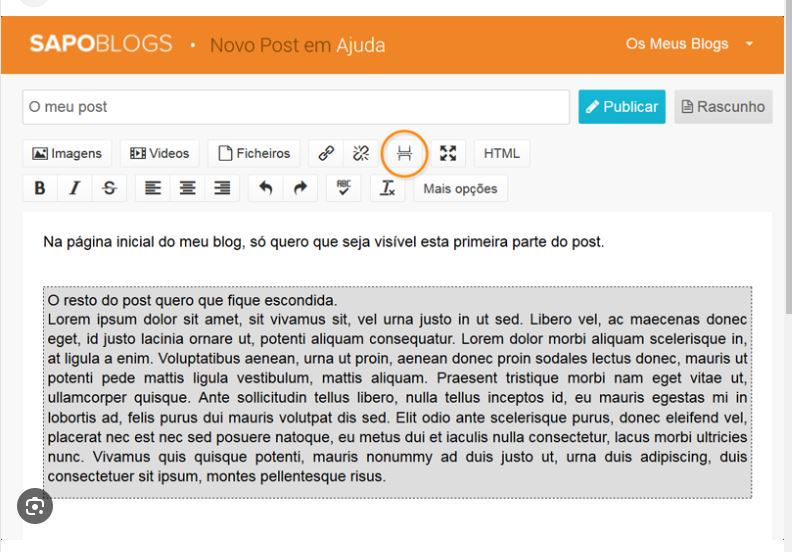 SAPOBLOGS · Novo Post em Ajuda
Os Meus Blogs
O meu post
Publicar
Rascunho
Imagens
Videos
Ficheiros
HTML
B I S
ABC
Ix
Mais opções
Na página inicial do meu blog, só quero que seja visível esta primeira parte do post.
O resto do post quero que fique escondida.
Lorem ipsum dolor sit amet, sit vivamus sit, vel urna justo in ut sed. Libero vel, ac maecenas donec
eget, id justo lacinia ornare ut, potenti aliquam consequatur. Lorem dolor morbi aliquam scelerisque in,
at ligula a enim. Voluptatibus aenean, urna ut proin, aenean donec proin sodales lectus donec, mauris ut
potenti pede mattis ligula vestibulum, mattis aliquam. Praesent tristique morbi nam eget vitae ut,
ullamcorper quisque. Ante sollicitudin tellus libero, nulla tellus inceptos id, eu mauris egestas mi in
lobortis ad, felis purus dui mauris volutpat dis sed. Elit odio ante scelerisque purus, donec eleifend vel,
placerat nec est nec sed posuere natoque, eu metus dui et iaculis nulla consectetur, lacus morbi ultricies
nunc. Vivamus quis quisque potenti, mauris nonummy ad duis justo ut, urna duis adipiscing, duis
consectetuer sit ipsum, montes pellentesque risus.